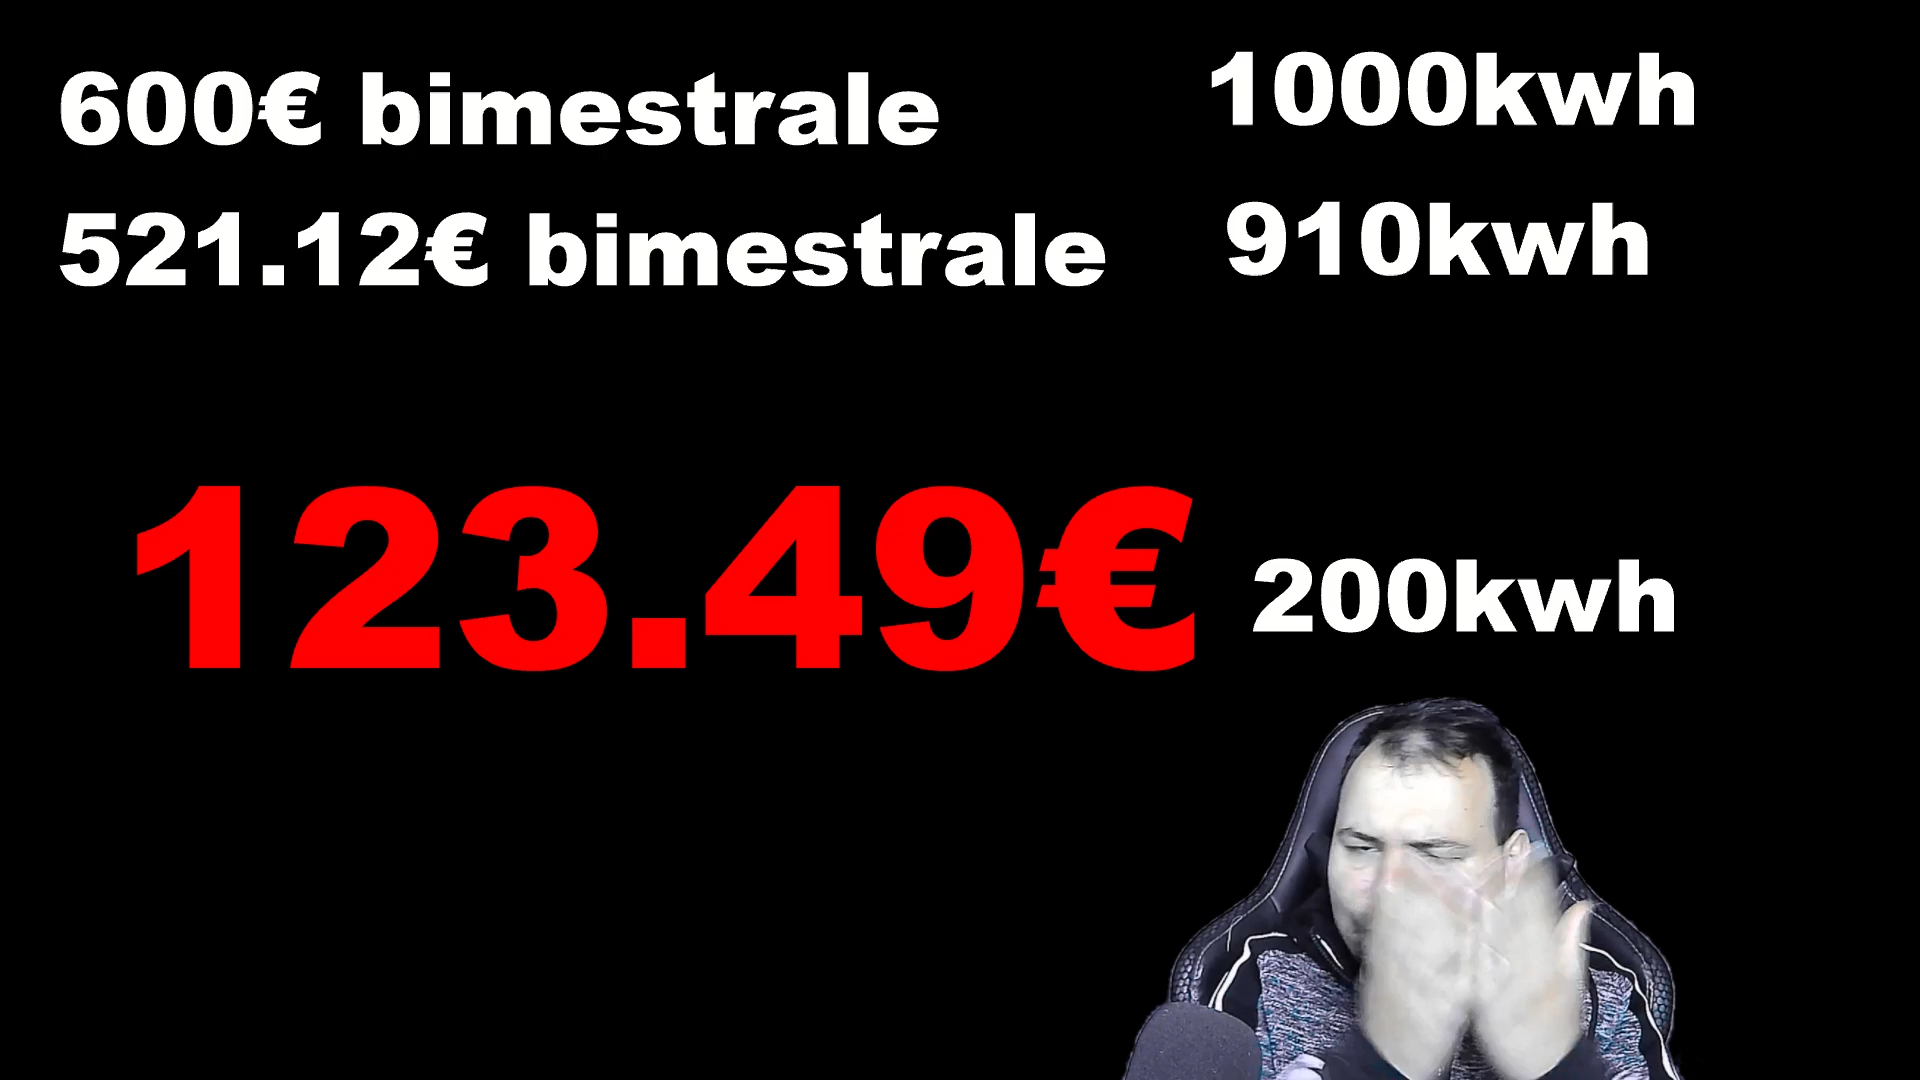 600€ bimestrale 1000kwh
521.12€ bimestrale 910kwh
123.49€ 200kwh